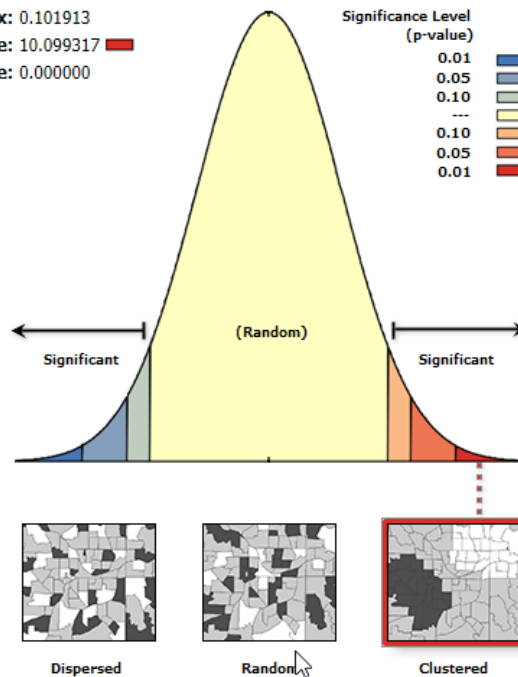 x: 0.101913
e: 10.099317
e: 0.000000
Significance Level
(p-value)
0.01
0.05
0.10
---
0.10
0.05
0.01
(Random)
Significant
Significant
Dispersed
Random
Clustered